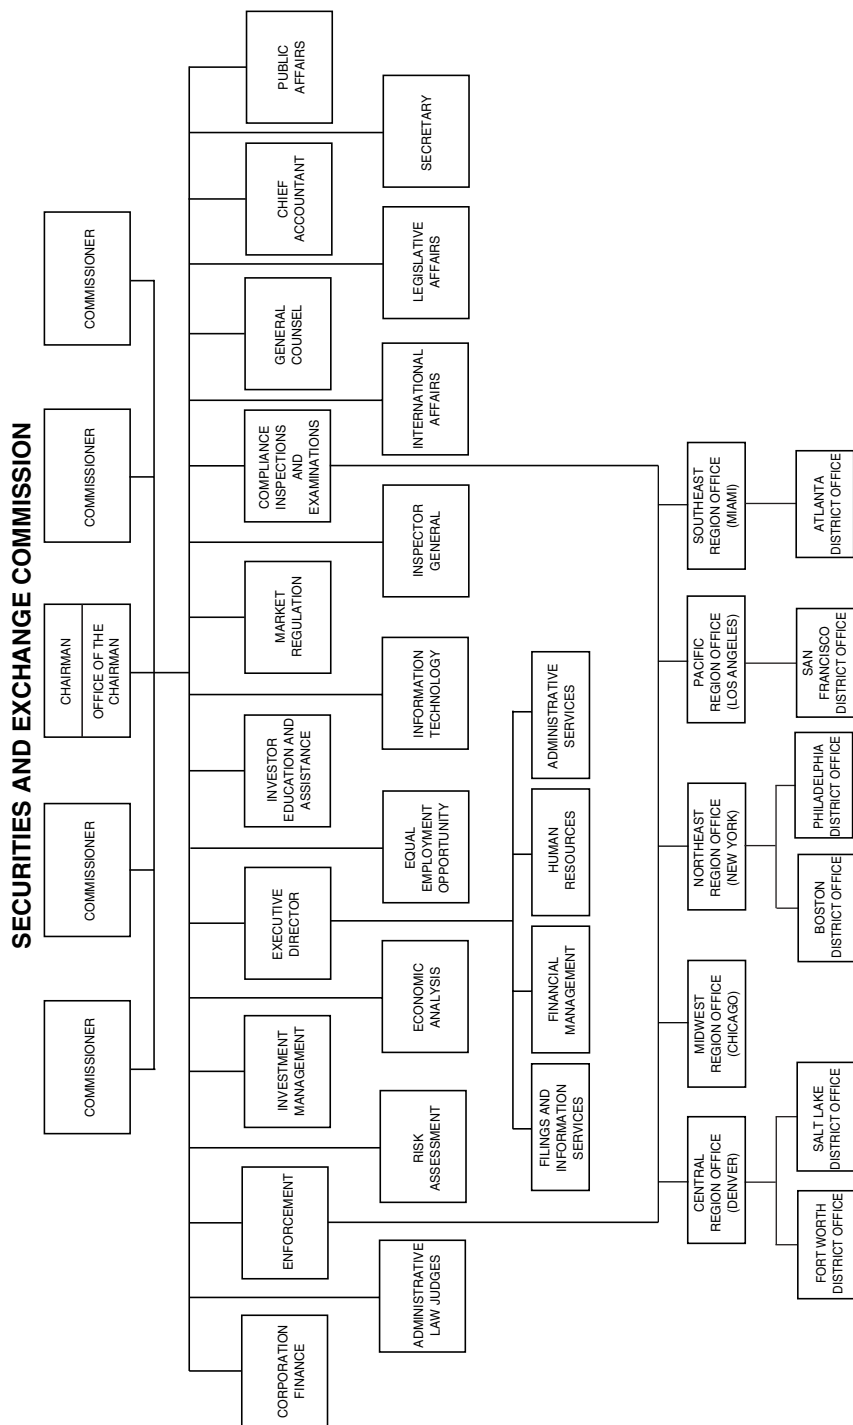 SECURITIES AND EXCHANGE COMMISSION
COMMISSIONER
COMMISSIONER
CHAIRMAN
OFFICE OF THE
CHAIRMAN
COMMISSIONER
COMMISSIONER
CORPORATION
FINANCE
ENFORCEMENT
INVESTMENT
MANAGEMENT
EXECUTIVE
DIRECTOR
INVESTOR
EDUCATION AND
ASSISTANCE
MARKET
REGULATION
COMPLIANCE
INSPECTIONS
AND
EXAMINATIONS
GENERAL
COUNSEL
CHIEF
ACCOUNTANT
PUBLIC
AFFAIRS
ADMINISTRATIVE
LAW JUDGES
RISK
ASSESSMENT
ECONOMIC
ANALYSIS
EQUAL
EMPLOYMENT
OPPORTUNITY
INFORMATION
TECHNOLOGY
INSPECTOR
GENERAL
INTERNATIONAL
AFFAIRS
LEGISLATIVE
AFFAIRS
SECRETARY
FILINGS AND
INFORMATION
SERVICES
FINANCIAL
MANAGEMENT
HUMAN
RESOURCES
ADMINISTRATIVE
SERVICES
CENTRAL
REGION OFFICE
(DENVER)
MIDWEST
REGION OFFICE
(CHICAGO)
NORTHEAST
REGION OFFICE
(NEW YORK)
PACIFIC
REGION OFFICE
(LOS ANGELES)
SOUTHEAST
REGION OFFICE
(MIAMI)
FORT WORTH
DISTRICT OFFICE
SALT LAKE
DISTRICT OFFICE
BOSTON
DISTRICT OFFICE
PHILADELPHIA
DISTRICT OFFICE
SAN
FRANCISCO
DISTRICT OFFICE
ATLANTA
DISTRICT OFFICE